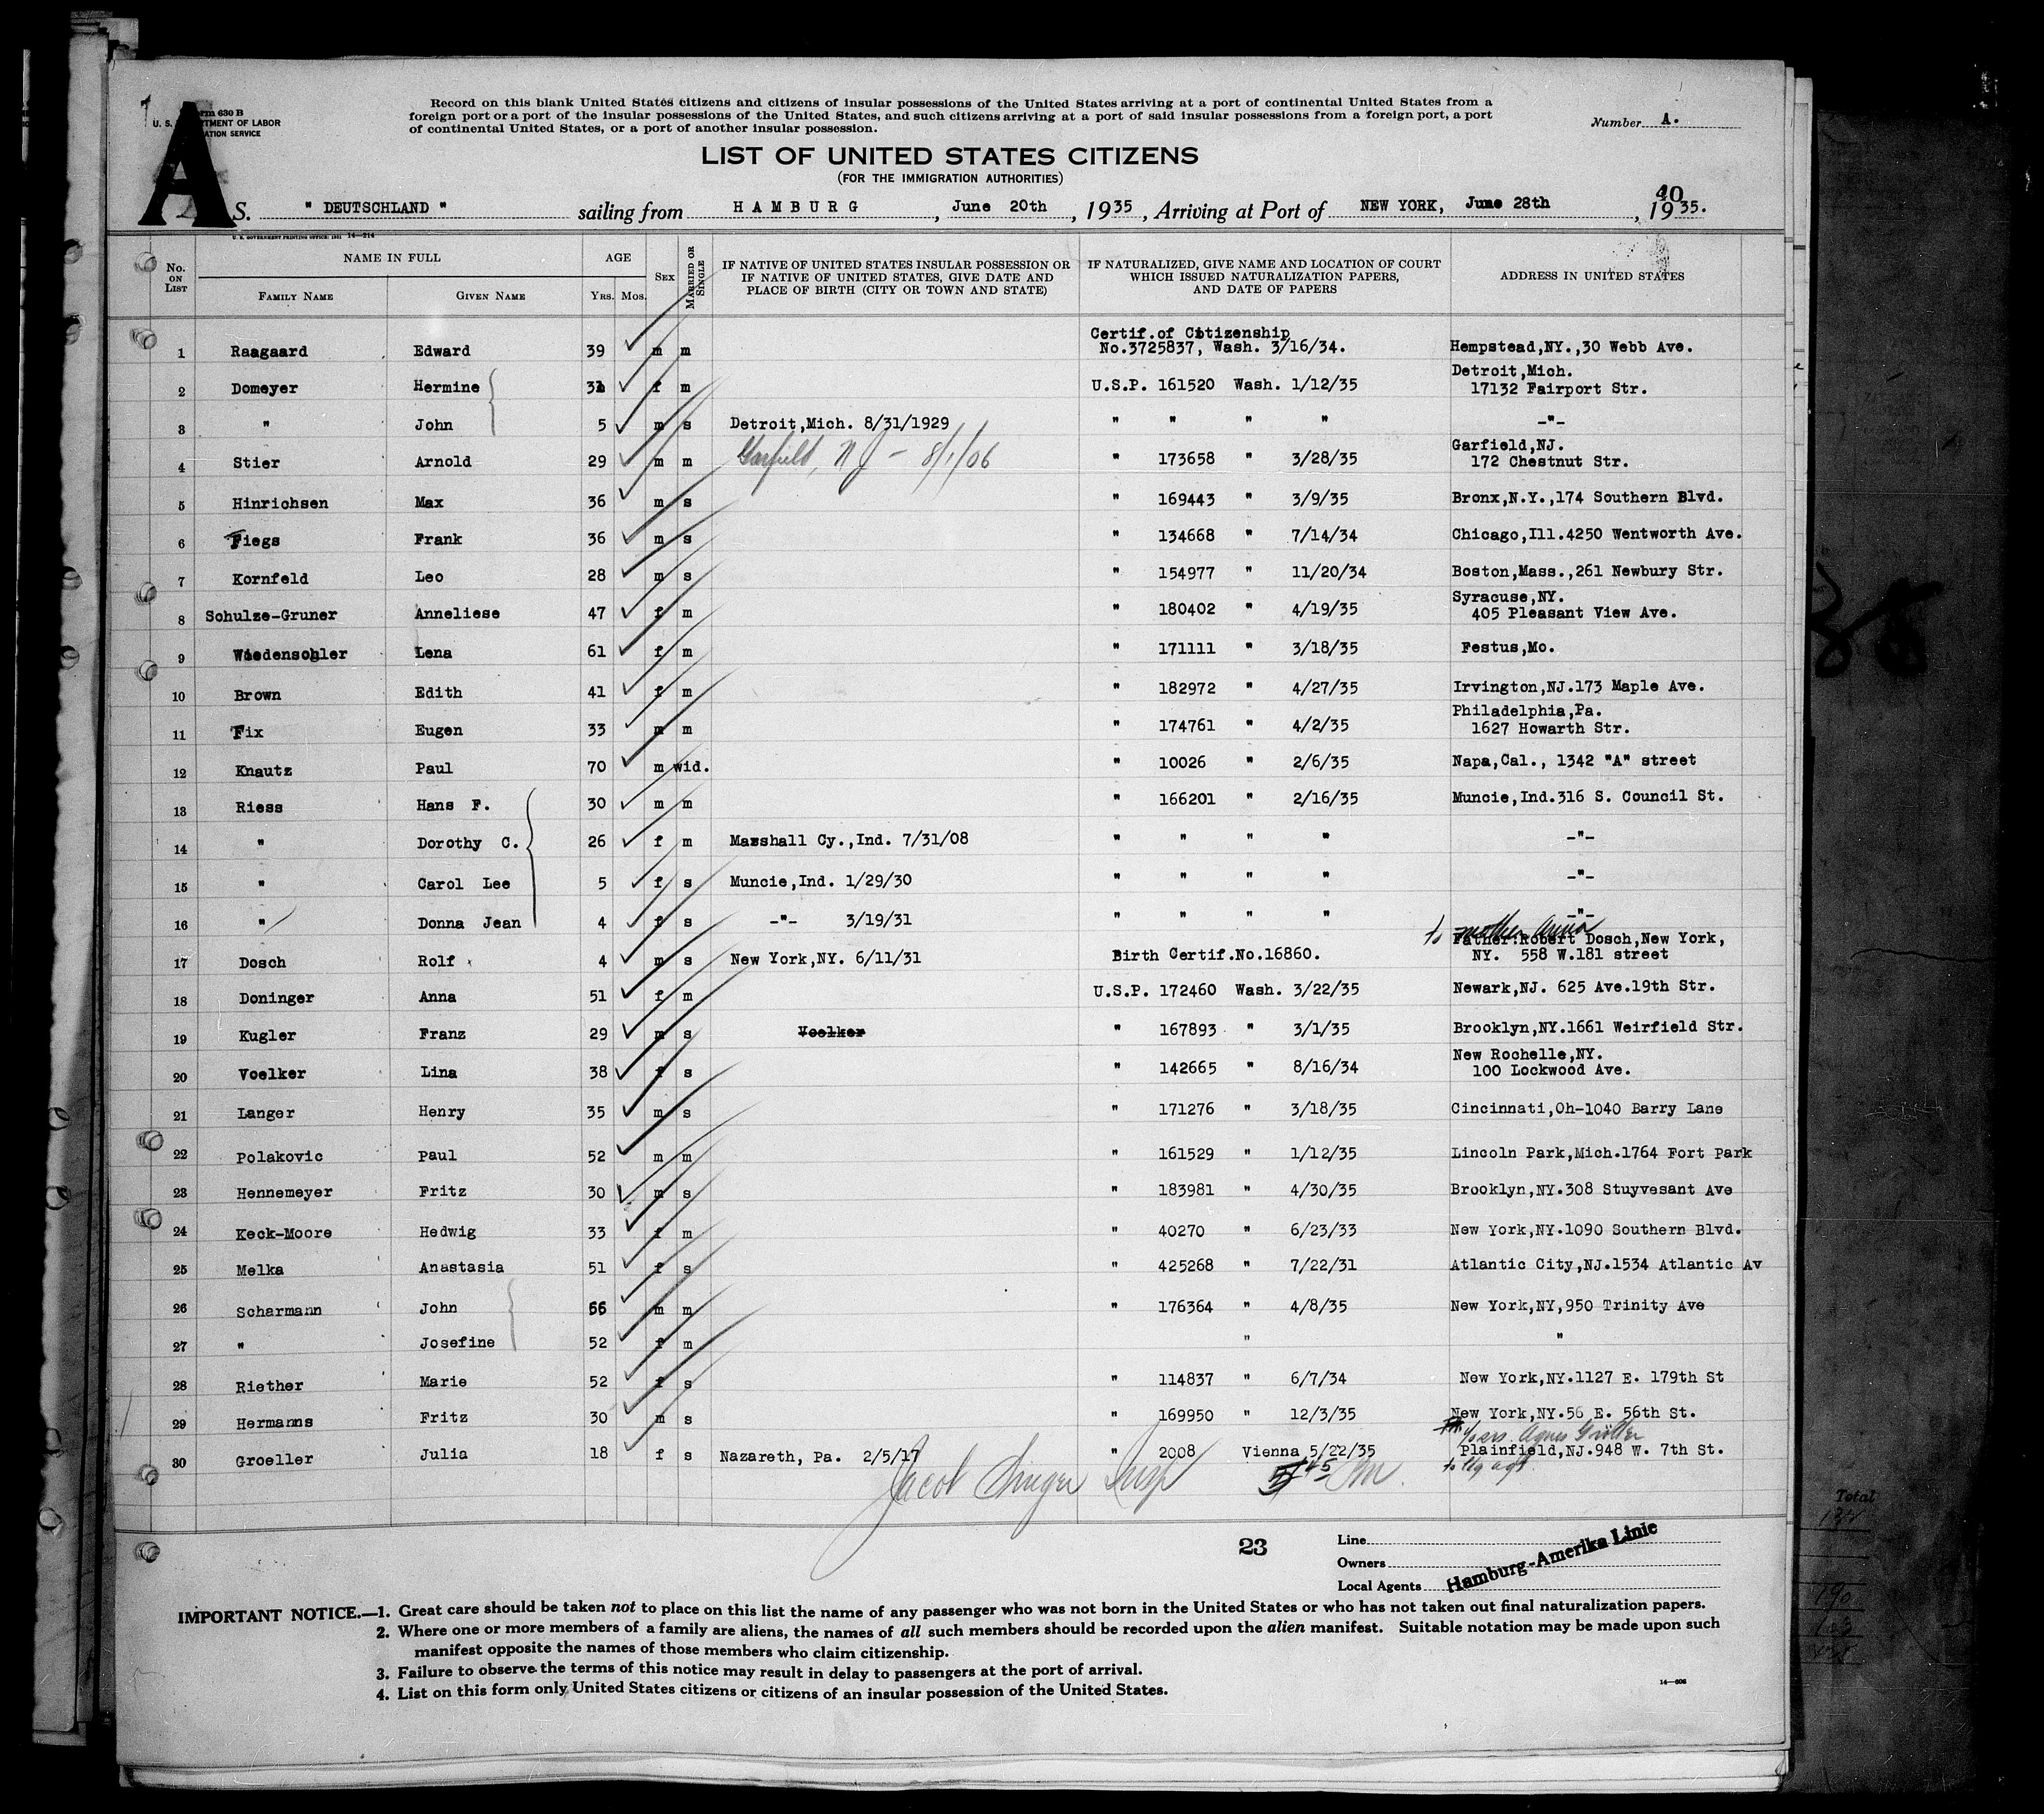 A
Form 630 B
U. S. DEPARTMENT OF LABOR
IMMIGRATION SERVICE
Record on this blank United States citizens and citizens of insular possessions of the United States arriving at a port of continental United States from a
foreign port or a port of the insular possessions of the United States, and such citizens arriving at a port of said insular possessions from a foreign port, a port
of continental United States, or a port of another insular possession.
Number A.
LIST OF UNITED STATES CITIZENS
(FOR THE IMMIGRATION AUTHORITIES)
40
S. " DEUTSCHLAND " sailing from HAMBURG, June 20th, 1935, Arriving at Port of NEW YORK, June 28th, 1935.
U. S. GOVERNMENT PRINTING OFFICE: 1931 14—214
No. ON LIST
NAME IN FULL
FAMILY NAME GIVEN NAME
AGE
YRS. MOS.
SEX
MARRIED OR SINGLE
IF NATIVE OF UNITED STATES INSULAR POSSESSION OR
IF NATIVE OF UNITED STATES, GIVE DATE AND
PLACE OF BIRTH (CITY OR TOWN AND STATE)
IF NATURALIZED, GIVE NAME AND LOCATION OF COURT
WHICH ISSUED NATURALIZATION PAPERS,
AND DATE OF PAPERS
ADDRESS IN UNITED STATES
Certif.of Citizenship
1 Raagaard Edward 39 m m No.3725837, Wash. 3/16/34. Hempstead,NY.,30 Webb Ave.
Detroit,Mich.
2 Domeyer Hermine f m U.S.P. 161520 Wash. 1/12/35 17132 Fairport Str.
3 " John 5 m s Detroit,Mich. 8/31/1929 " " " " -"-
Garfield,NJ.
4 Stier Arnold 29 m m Garfield, NJ - 8/1/06 " 173658 " 3/28/35 172 Chestnut Str.
5 Hinrichsen Max 36 m s " 169443 " 3/9/35 Bronx,N.Y.,174 Southern Blvd.
6 Fiegs Frank 36 m s " 134668 " 7/14/34 Chicago,Ill.4250 Wentworth Ave.
7 Kornfeld Leo 28 m s " 154977 " 11/20/34 Boston,Mass.,261 Newbury Str.
Syracuse,NY.
8 Schulze-Gruner Anneliese 47 f m " 180402 " 4/19/35 405 Pleasant View Ave.
9 Wiedensohler Lena 61 f m " 171111 " 3/18/35 Festus,Mo.
10 Brown Edith 41 f m " 182972 " 4/27/35 Irvington,NJ.173 Maple Ave.
Philadelphia,Pa.
11 Fix Eugen 33 m m " 174761 " 4/2/35 1627 Howarth Str.
12 Knautz Paul 70 m wid. " 10026 " 2/6/35 Napa,Cal., 1342 "A" street
13 Riess Hans F. 30 m m " 166201 " 2/16/35 Muncie,Ind.316 S. Council St.
14 " Dorothy C. 26 f m Marshall Cy.,Ind. 7/31/08 " " " " -"-
15 " Carol Lee 5 f s Muncie,Ind. 1/29/30 " " " " -"-
16 " Donna Jean 4 f s -"- 3/19/31 " " " " -"-
to mother Anna
Father:Robert Dosch,New York,
17 Dosch Rolf 4 m s New York,NY. 6/11/31 Birth Certif.No.16860. NY. 558 W.181 street
18 Doninger Anna 51 f m U.S.P. 172460 Wash. 3/22/35 Newark,NJ. 625 Ave.19th Str.
19 Kugler Franz 29 m s Voelker " 167893 " 3/1/35 Brooklyn,NY.1661 Weirfield Str.
New Rochelle,NY.
20 Voelker Lina 38 f s " 142665 " 8/16/34 100 Lockwood Ave.
21 Langer Henry 35 m s " 171276 " 3/18/35 Cincinnati,Oh-1040 Barry Lane
22 Polakovic Paul 52 m m " 161529 " 1/12/35 Lincoln Park,Mich.1764 Fort Park
23 Hennemeyer Fritz 30 m s " 183981 " 4/30/35 Brooklyn,NY.308 Stuyvesant Ave
24 Keck-Moore Hedwig 33 f m " 40270 " 6/23/33 New York,NY.1090 Southern Blvd.
25 Melka Anastasia 51 f s " 425268 " 7/22/31 Atlantic City,NJ.1534 Atlantic Av
26 Scharmann John 66 m m " 176364 " 4/8/35 New York,NY,950 Trinity Ave
27 " Josefine 52 f m " "
28 Riether Marie 52 f s " 114837 " 6/7/34 New York,NY.1127 E. 179th St
29 Hermanns Fritz 30 m s " 169950 " 12/3/35 New York,NY.56 E. 56th St.
Agnes
30 Groeller Julia 18 f s Nazareth, Pa. 2/5/17 " 2008 Vienna 5/22/35 Plainfield,NJ.948 W. 7th St.
Jacob Singer Insp
23
Line
Owners
Local Agents
Hamburg-Amerika Linie
IMPORTANT NOTICE.—1. Great care should be taken not to place on this list the name of any passenger who was not born in the United States or who has not taken out final naturalization papers.
2. Where one or more members of a family are aliens, the names of all such members should be recorded upon the alien manifest. Suitable notation may be made upon such
manifest opposite the names of those members who claim citizenship.
3. Failure to observe the terms of this notice may result in delay to passengers at the port of arrival.
4. List on this form only United States citizens or citizens of an insular possession of the United States.
14—606
Total